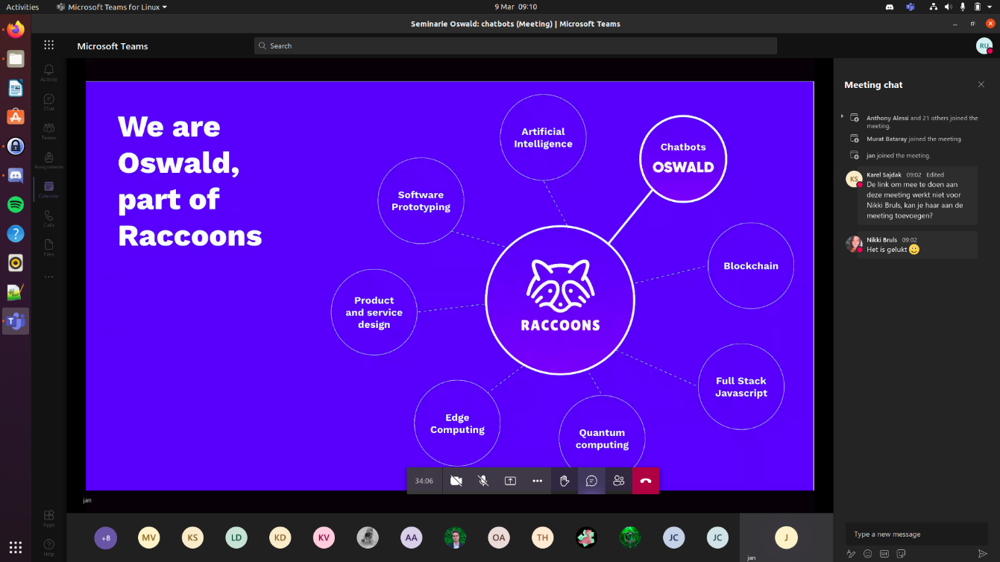 Activities
Microsoft Teams for Linux
9 Mar 09:10
Seminarie Oswald: chatbots (Meeting) | Microsoft Teams
Microsoft Teams
Search
RU
Activity
Chat
Teams
Assignments
Calendar
Calls
Files
Apps
Help
We are
Oswald,
part of
Raccoons
Artificial
Intelligence
Chatbots
OSWALD
Software
Prototyping
Blockchain
Product
and service
design
RACCOONS
Full Stack
Javascript
Edge
Computing
Quantum
computing
34:06
jan
+8
MV
KS
LD
KD
KV
AA
OA
TH
JC
JC
J
jan
Meeting chat
Anthony Alessi and 21 others joined the
meeting.
Murat Bataray joined the meeting.
jan joined the meeting.
KS
Karel Sajdak 09:02 Edited
De link om mee te doen aan
deze meeting werkt niet voor
Nikki Bruls, kan je haar aan de
meeting toevoegen?
Nikki Bruls 09:02
Het is gelukt 🙂
Type a new message
GIF